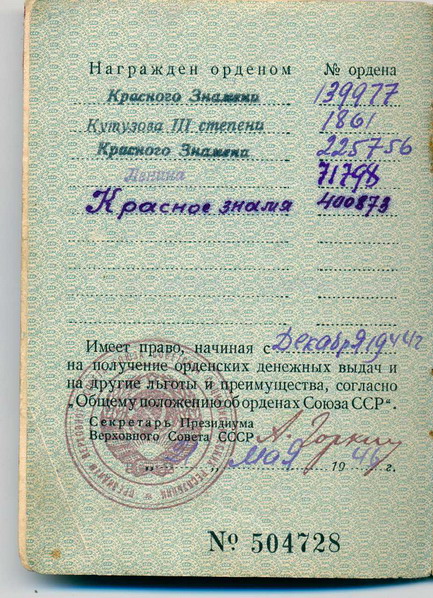 Награжден орденом № ордена
Красного Знамени 139977
Кутузова III степени 1861
Красного Знамени 225756
Ленина 71798
Красное знамя 400873
Имеет право, начиная с Декабря 1944 г
на получение орденских денежных выдач и
на другие льготы и преимущества, согласно
„Общему положению об орденах Союза ССР".
Секретарь Президиума
Верховного Совета СССР А. Горкин
„ " мая 1946 г.
№ 504728